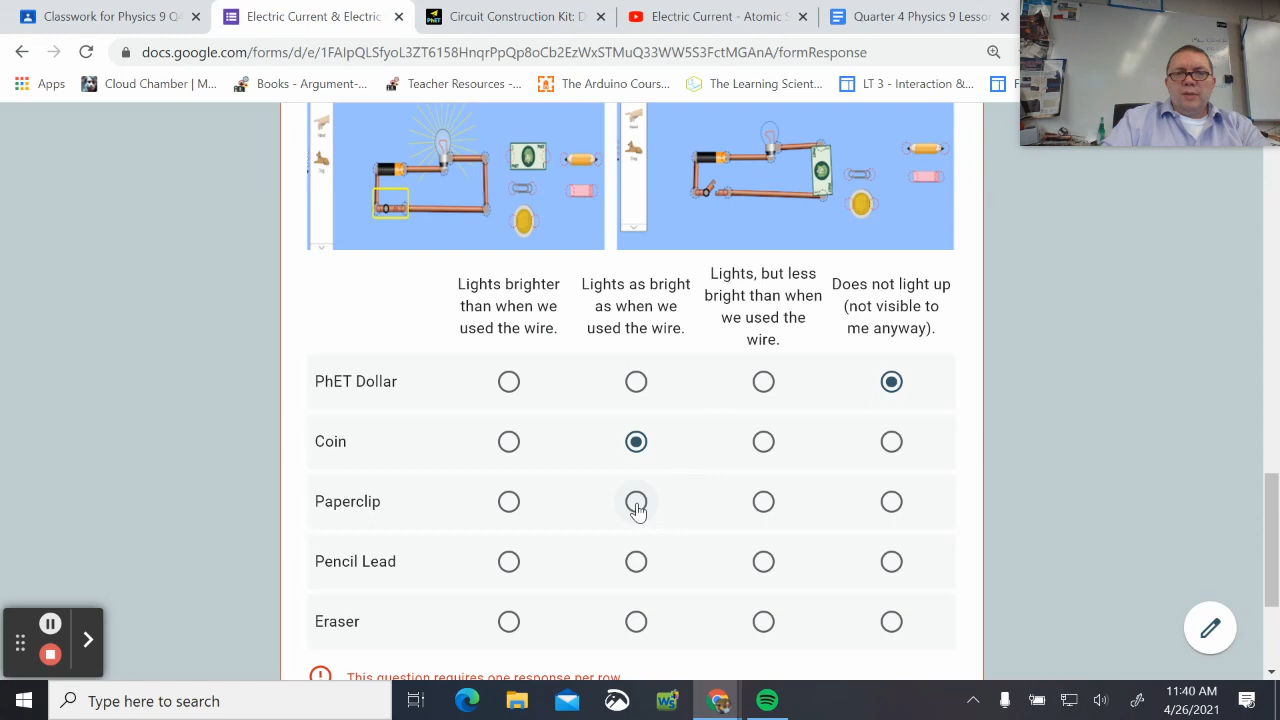 Classwork for Physics 9 G
Electric Current & Electric
PhET
Circuit Construction Kit: D
Electric Current - Atomic S
Quarter 4 Physics 9 Lesso
docs.google.com/forms/d/e/1FAIpQLSfyoL3ZT6158HnqrPpQp8oCb2EzWxSTMuQ33WW5S3FctMGAnA/formResponse
Apps
Cloud Chamber | M...
Books - Argument-...
Teacher Resources -...
The Arduino Cours...
The Learning Scient...
LT 3 - Interaction &...
F
Lights brighter than when we used the wire.
Lights as bright as when we used the wire.
Lights, but less bright than when we used the wire.
Does not light up (not visible to me anyway).
PhET Dollar
Coin
Paperclip
Pencil Lead
Eraser
This question requires one response per row
Type here to search
11:40 AM
4/26/2021